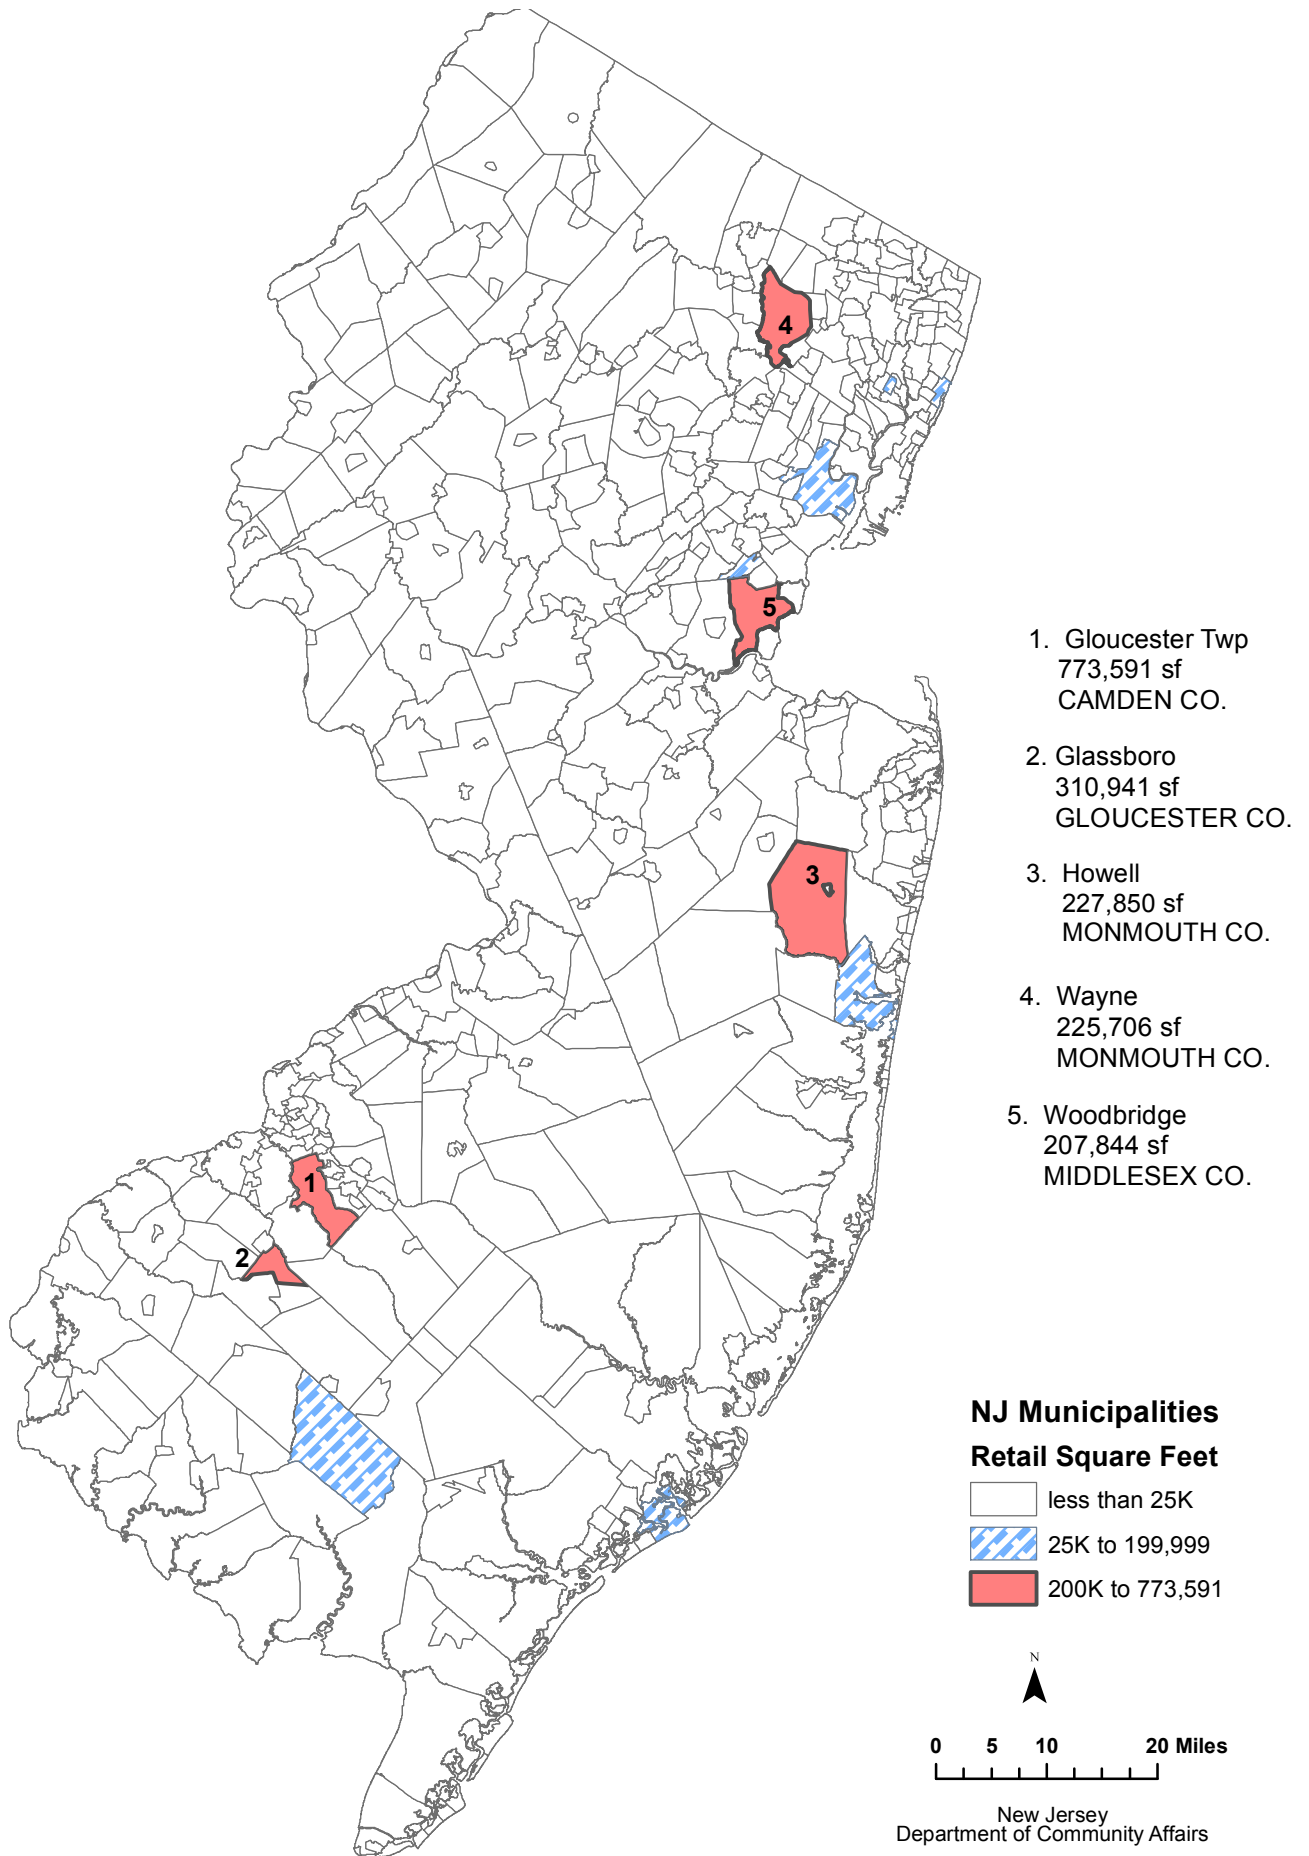 4
5
1. Gloucester Twp
773,591 sf
CAMDEN CO.
2. Glassboro
310,941 sf
GLOUCESTER CO.
3
3. Howell
227,850 sf
MONMOUTH CO.
4. Wayne
225,706 sf
MONMOUTH CO.
5. Woodbridge
207,844 sf
MIDDLESEX CO.
1
2
NJ Municipalities
Retail Square Feet
less than 25K
25K to 199,999
200K to 773,591
N
0 5 10 20 Miles
New Jersey
Department of Community Affairs